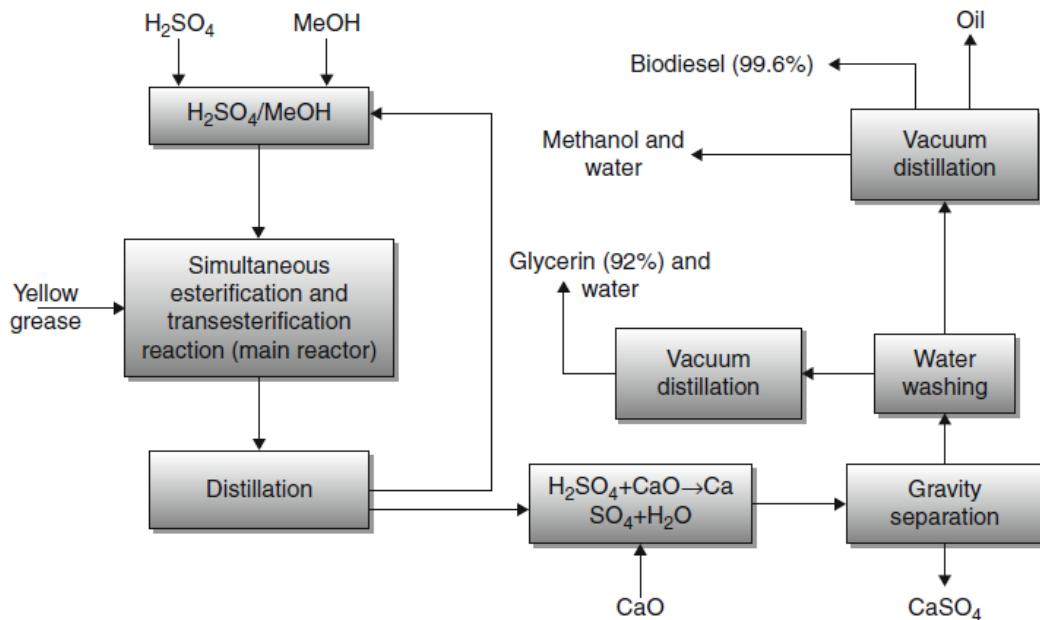 H₂SO₄
MeOH
H₂SO₄/MeOH
Yellow
grease
Simultaneous
esterification and
transesterification
reaction (main reactor)
Distillation
H₂SO₄+CaO→Ca
SO₄+H₂O
CaO
Gravity
separation
CaSO₄
Water
washing
Vacuum
distillation
Glycerin (92%) and
water
Vacuum
distillation
Methanol and
water
Biodiesel (99.6%)
Oil